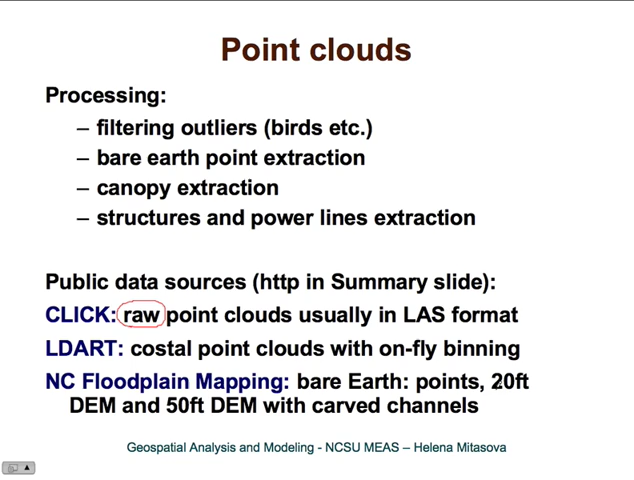 Point clouds
Processing:
– filtering outliers (birds etc.)
– bare earth point extraction
– canopy extraction
– structures and power lines extraction
Public data sources (http in Summary slide):
CLICK: raw point clouds usually in LAS format
LDART: costal point clouds with on-fly binning
NC Floodplain Mapping: bare Earth: points, 20ft
DEM and 50ft DEM with carved channels
Geospatial Analysis and Modeling - NCSU MEAS – Helena Mitasova